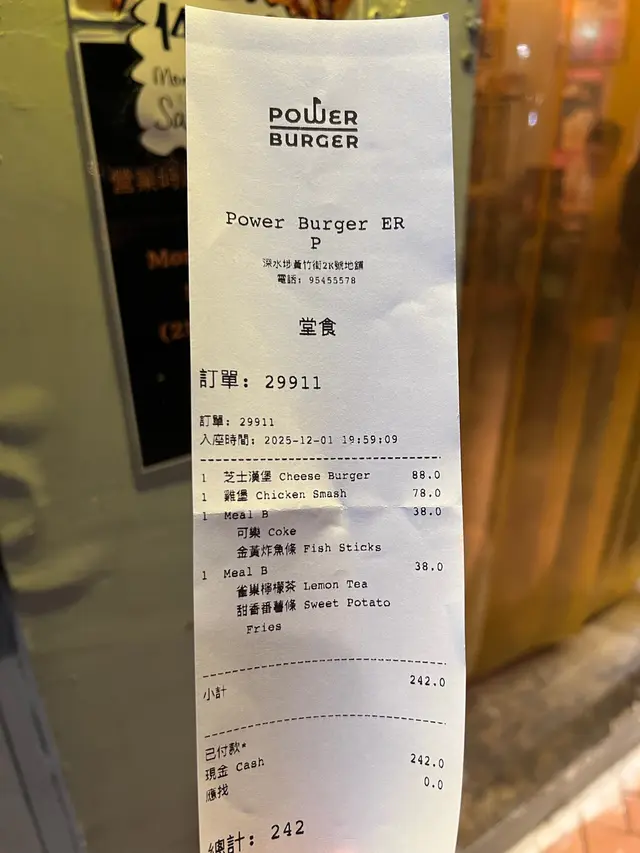 14
POWER
BURGER
Power Burger ER
P
深水埗黃竹街2K號地舖
電話: 95455578
堂食
訂單: 29911
訂單: 29911
入座時間: 2025-12-01 19:59:09
1 芝士漢堡 Cheese Burger 88.0
1 雞堡 Chicken Smash 78.0
1 Meal B 38.0
可樂 Coke
金黃炸魚條 Fish Sticks
1 Meal B 38.0
雀巢檸檬茶 Lemon Tea
甜香番薯條 Sweet Potato
Fries
小計 242.0
已付款*
現金 Cash 242.0
應找 0.0
總計: 242